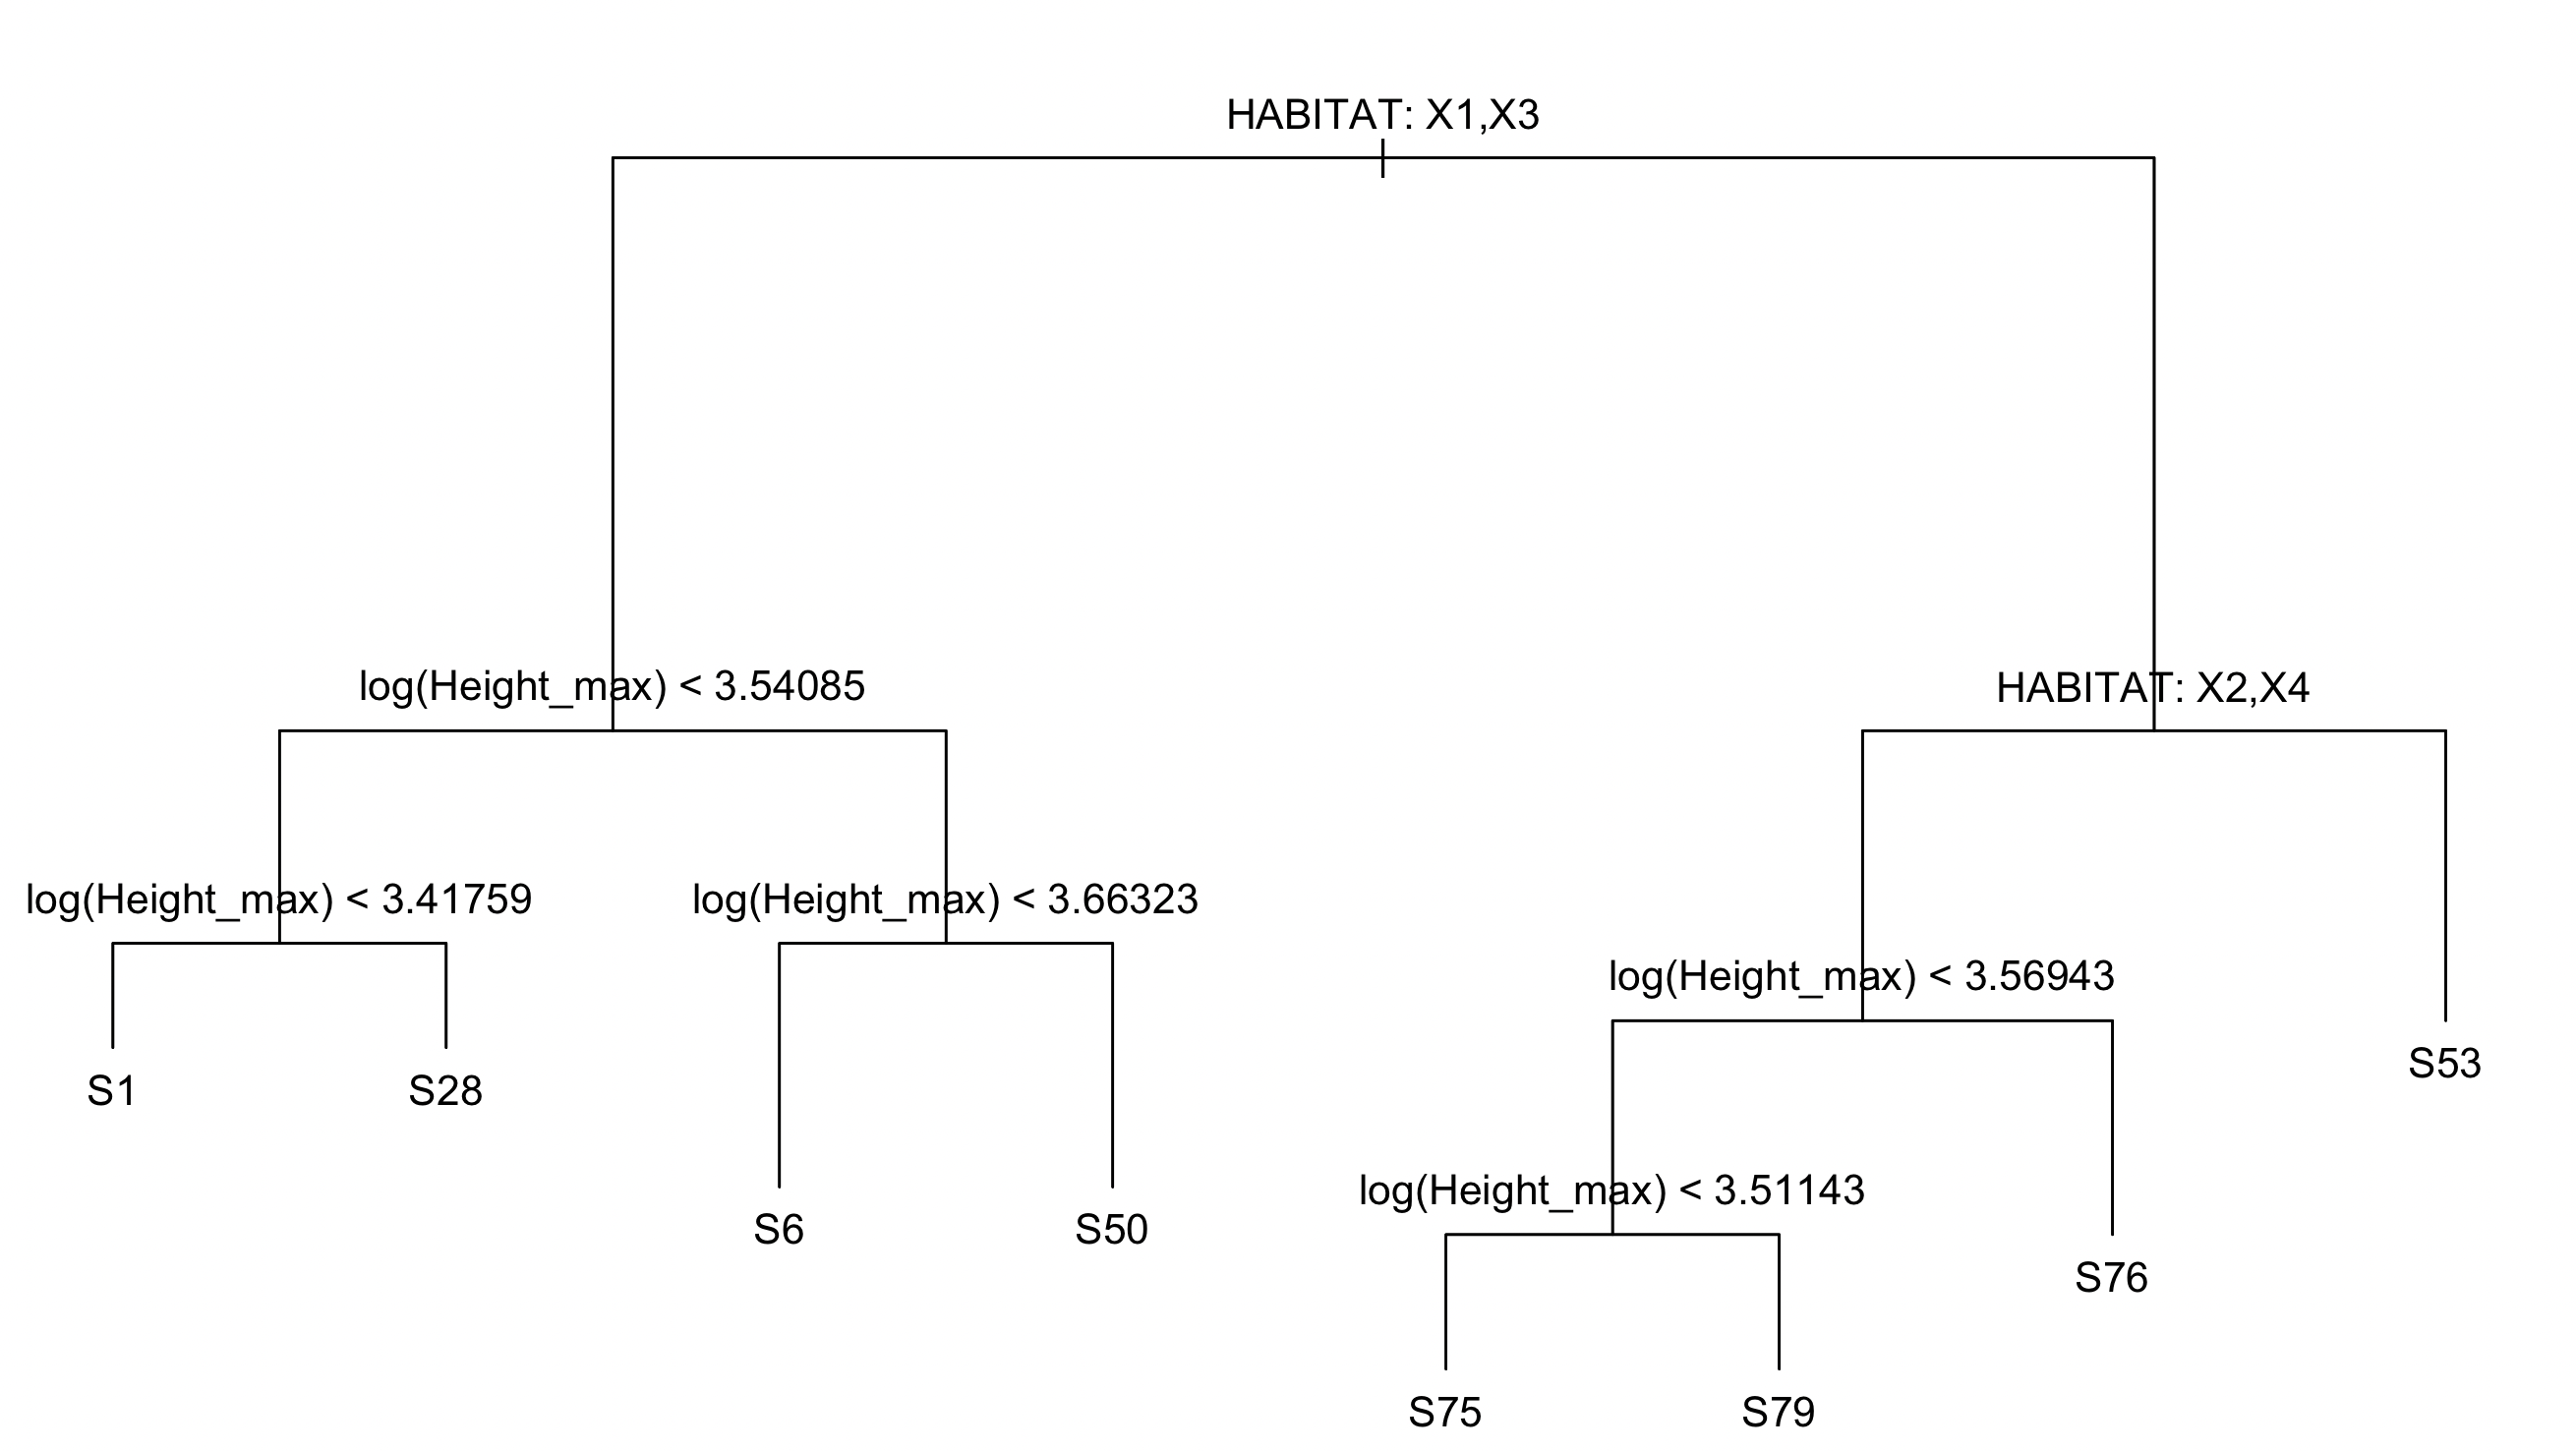 HABITAT: X1,X3
log(Height_max) < 3.54085
HABITAT: X2,X4
log(Height_max) < 3.41759
log(Height_max) < 3.66323
log(Height_max) < 3.56943
S53
S1
S28
log(Height_max) < 3.51143
S6
S50
S76
S75
S79